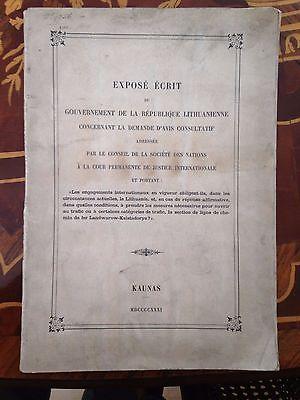 EXPOSÉ ÉCRIT
DU
GOUVERNEMENT DE LA RÉPUBLIQUE LITHUANIENNE
CONCERNANT LA DEMANDE D'AVIS CONSULTATIF
ADRESSÉE
PAR LE CONSEIL DE LA SOCIÉTÉ DES NATIONS
À LA COUR PERMANENTE DE JUSTICE INTERNATIONALE
ET PORTANT:
«Les engagements internationaux en vigueur obligent-ils, dans les
circonstances actuelles, la Lithuanie, et, en cas de réponse affirmative,
dans quelles conditions, à prendre les mesures nécessaires pour ouvrir
au trafic ou à certaines catégories de trafic, la section de ligne de che-
min de fer Landwarow-Kaisiadorys?»
KAUNAS
MDCCCCXXXI